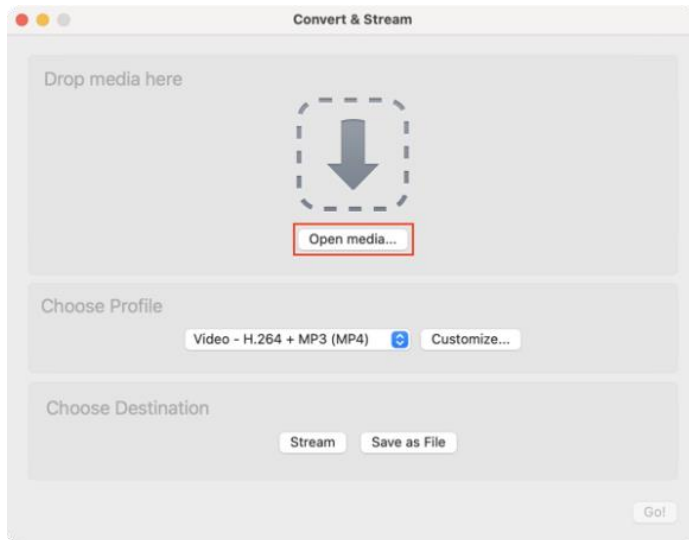 Convert & Stream
Drop media here
Open media...
Choose Profile
Video - H.264 + MP3 (MP4)
Customize...
Choose Destination
Stream
Save as File
Go!